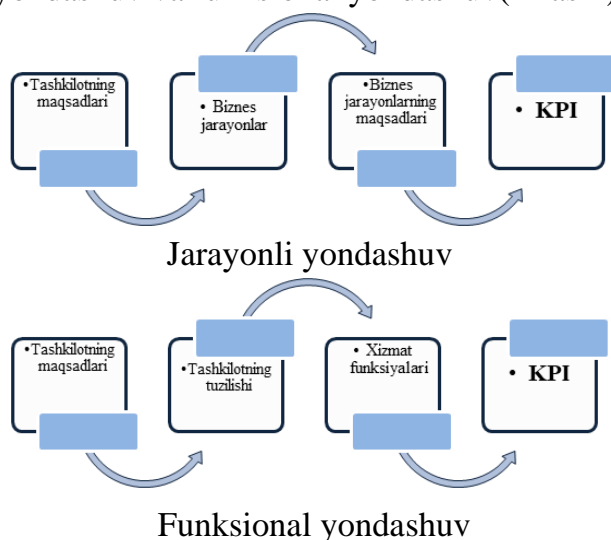 •Tashkilotning
maqsadlari
• Biznes
jarayonlar
•Biznes
jarayonlarning
maqsadlari
• KPI
Jarayonli yondashuv
•Tashkilotning
maqsadlari
•Tashkilotning
tuzilishi
• Xizmat
funksiyalari
• KPI
Funksional yondashuv